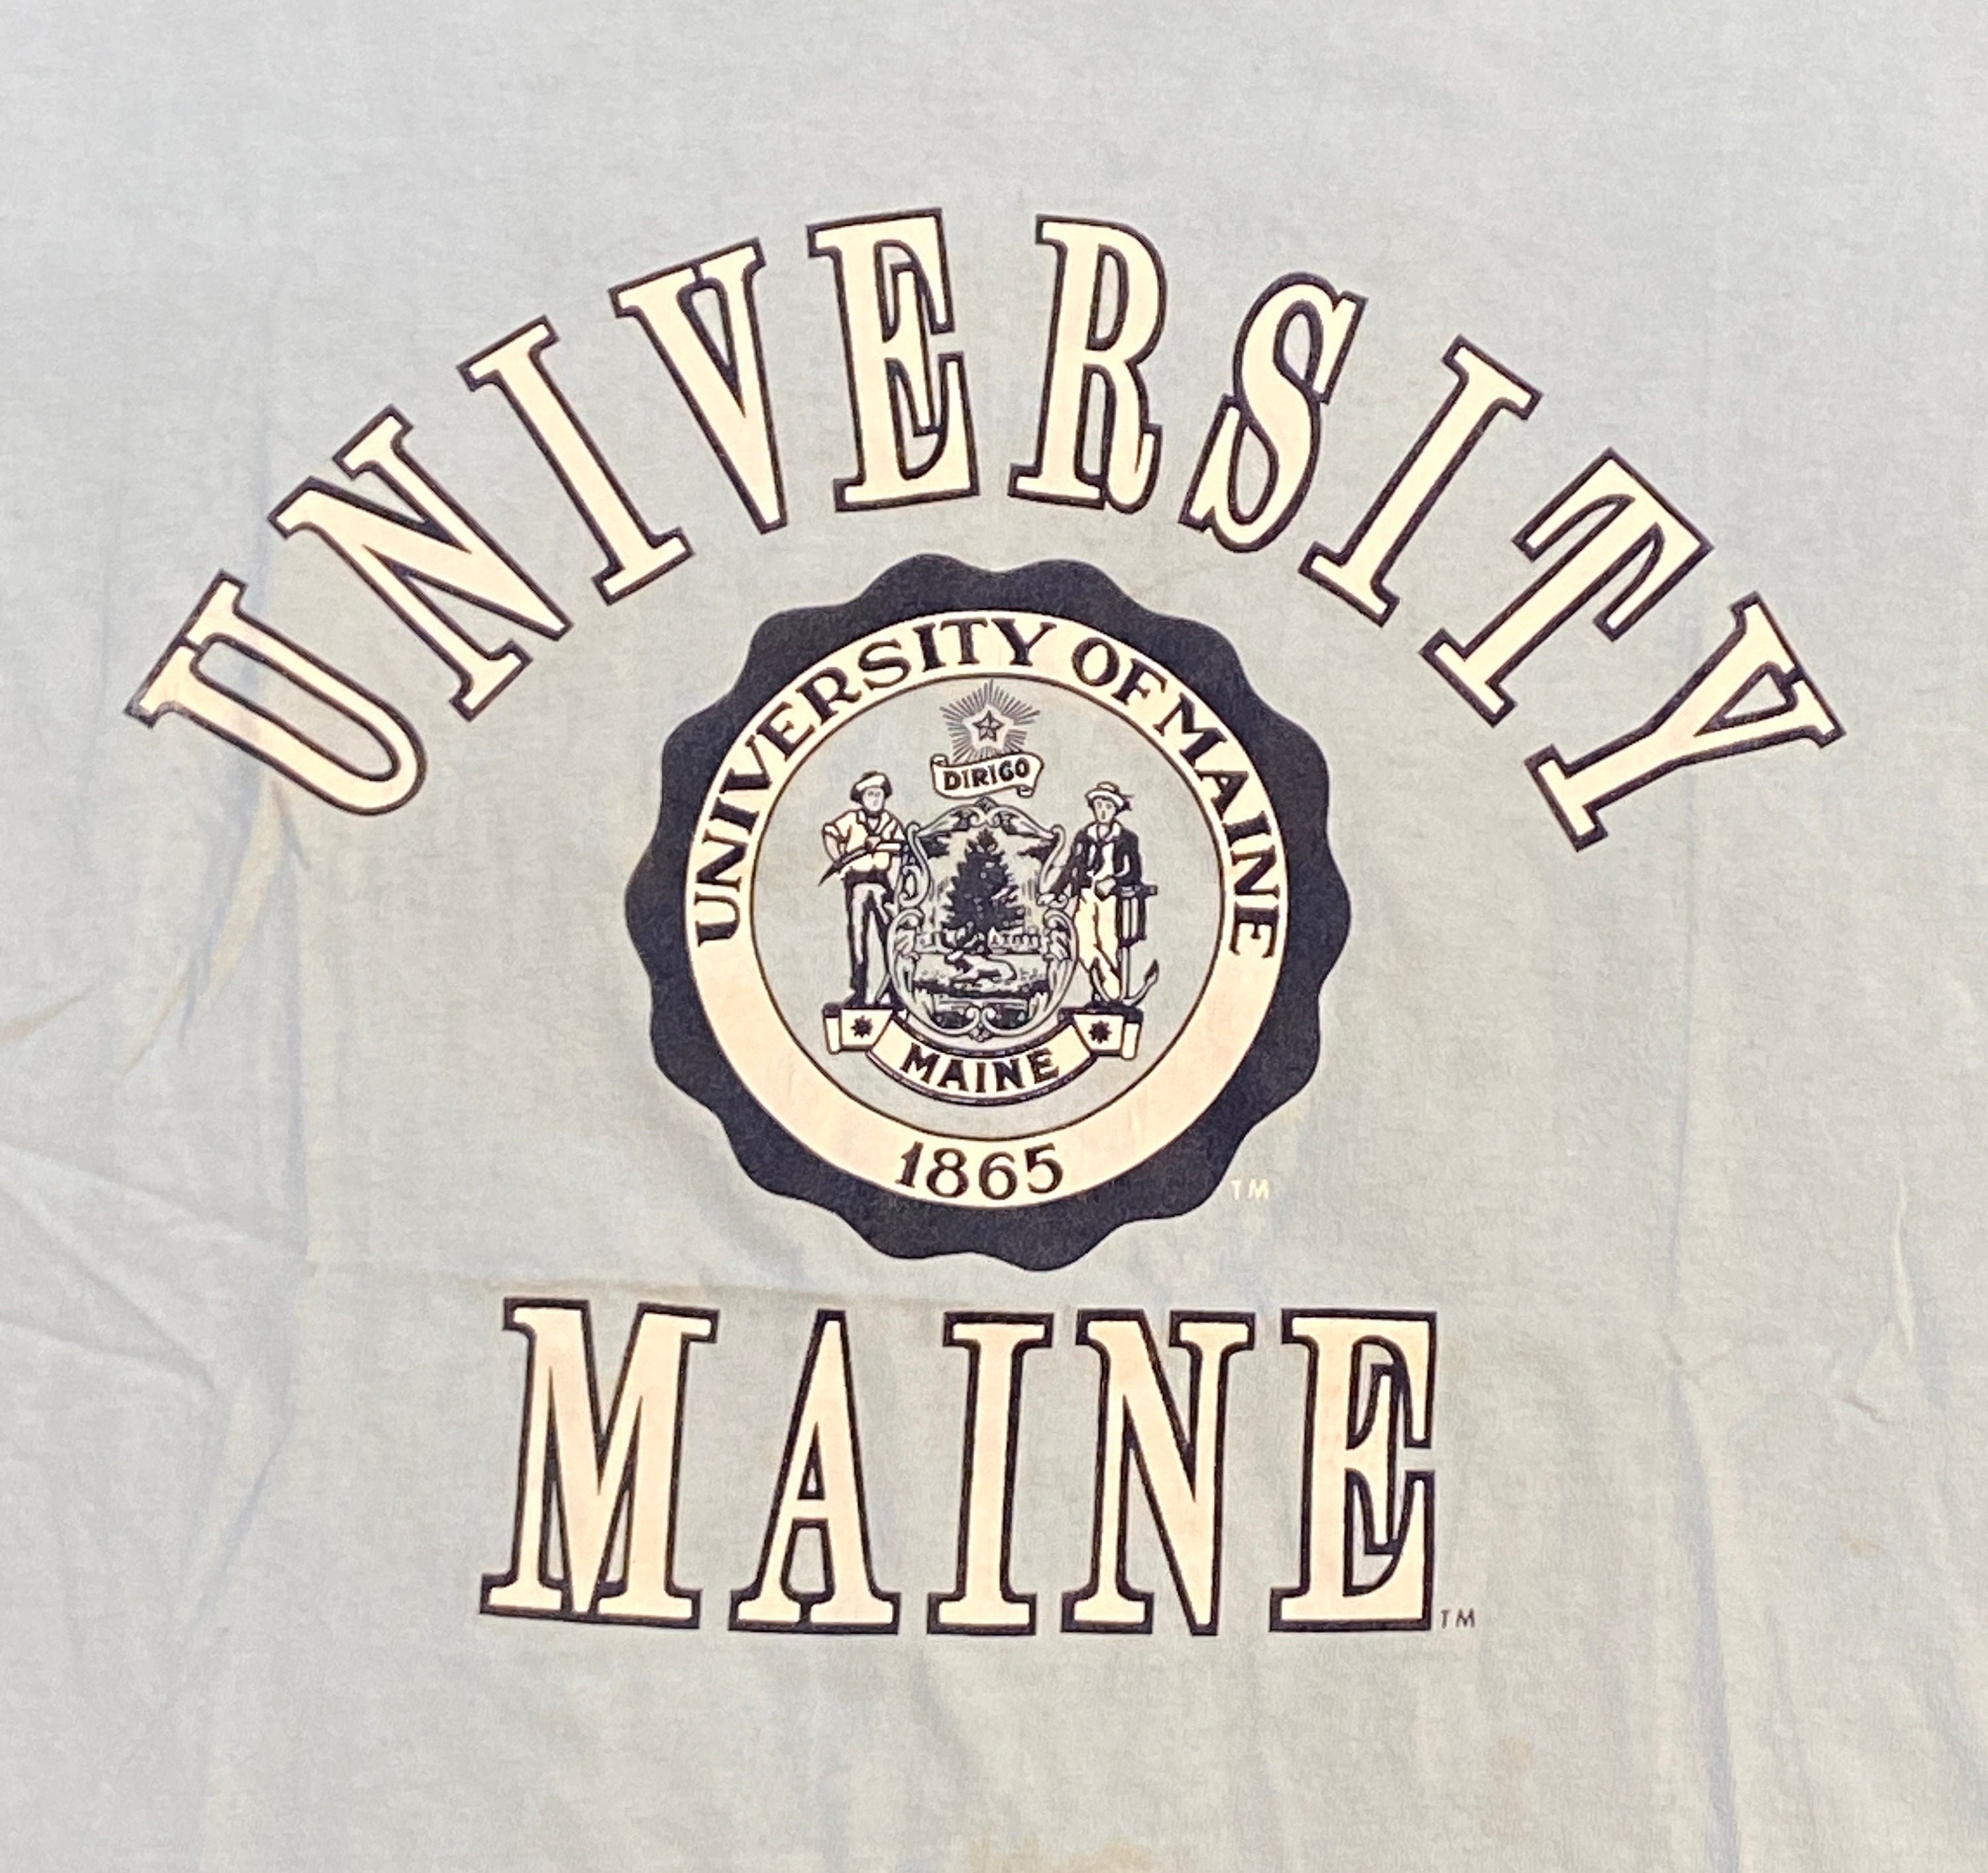 UNIVERSITY
UNIVERSITY OF MAINE
DIRIGO
MAINE
1865
TM
MAINE
TM